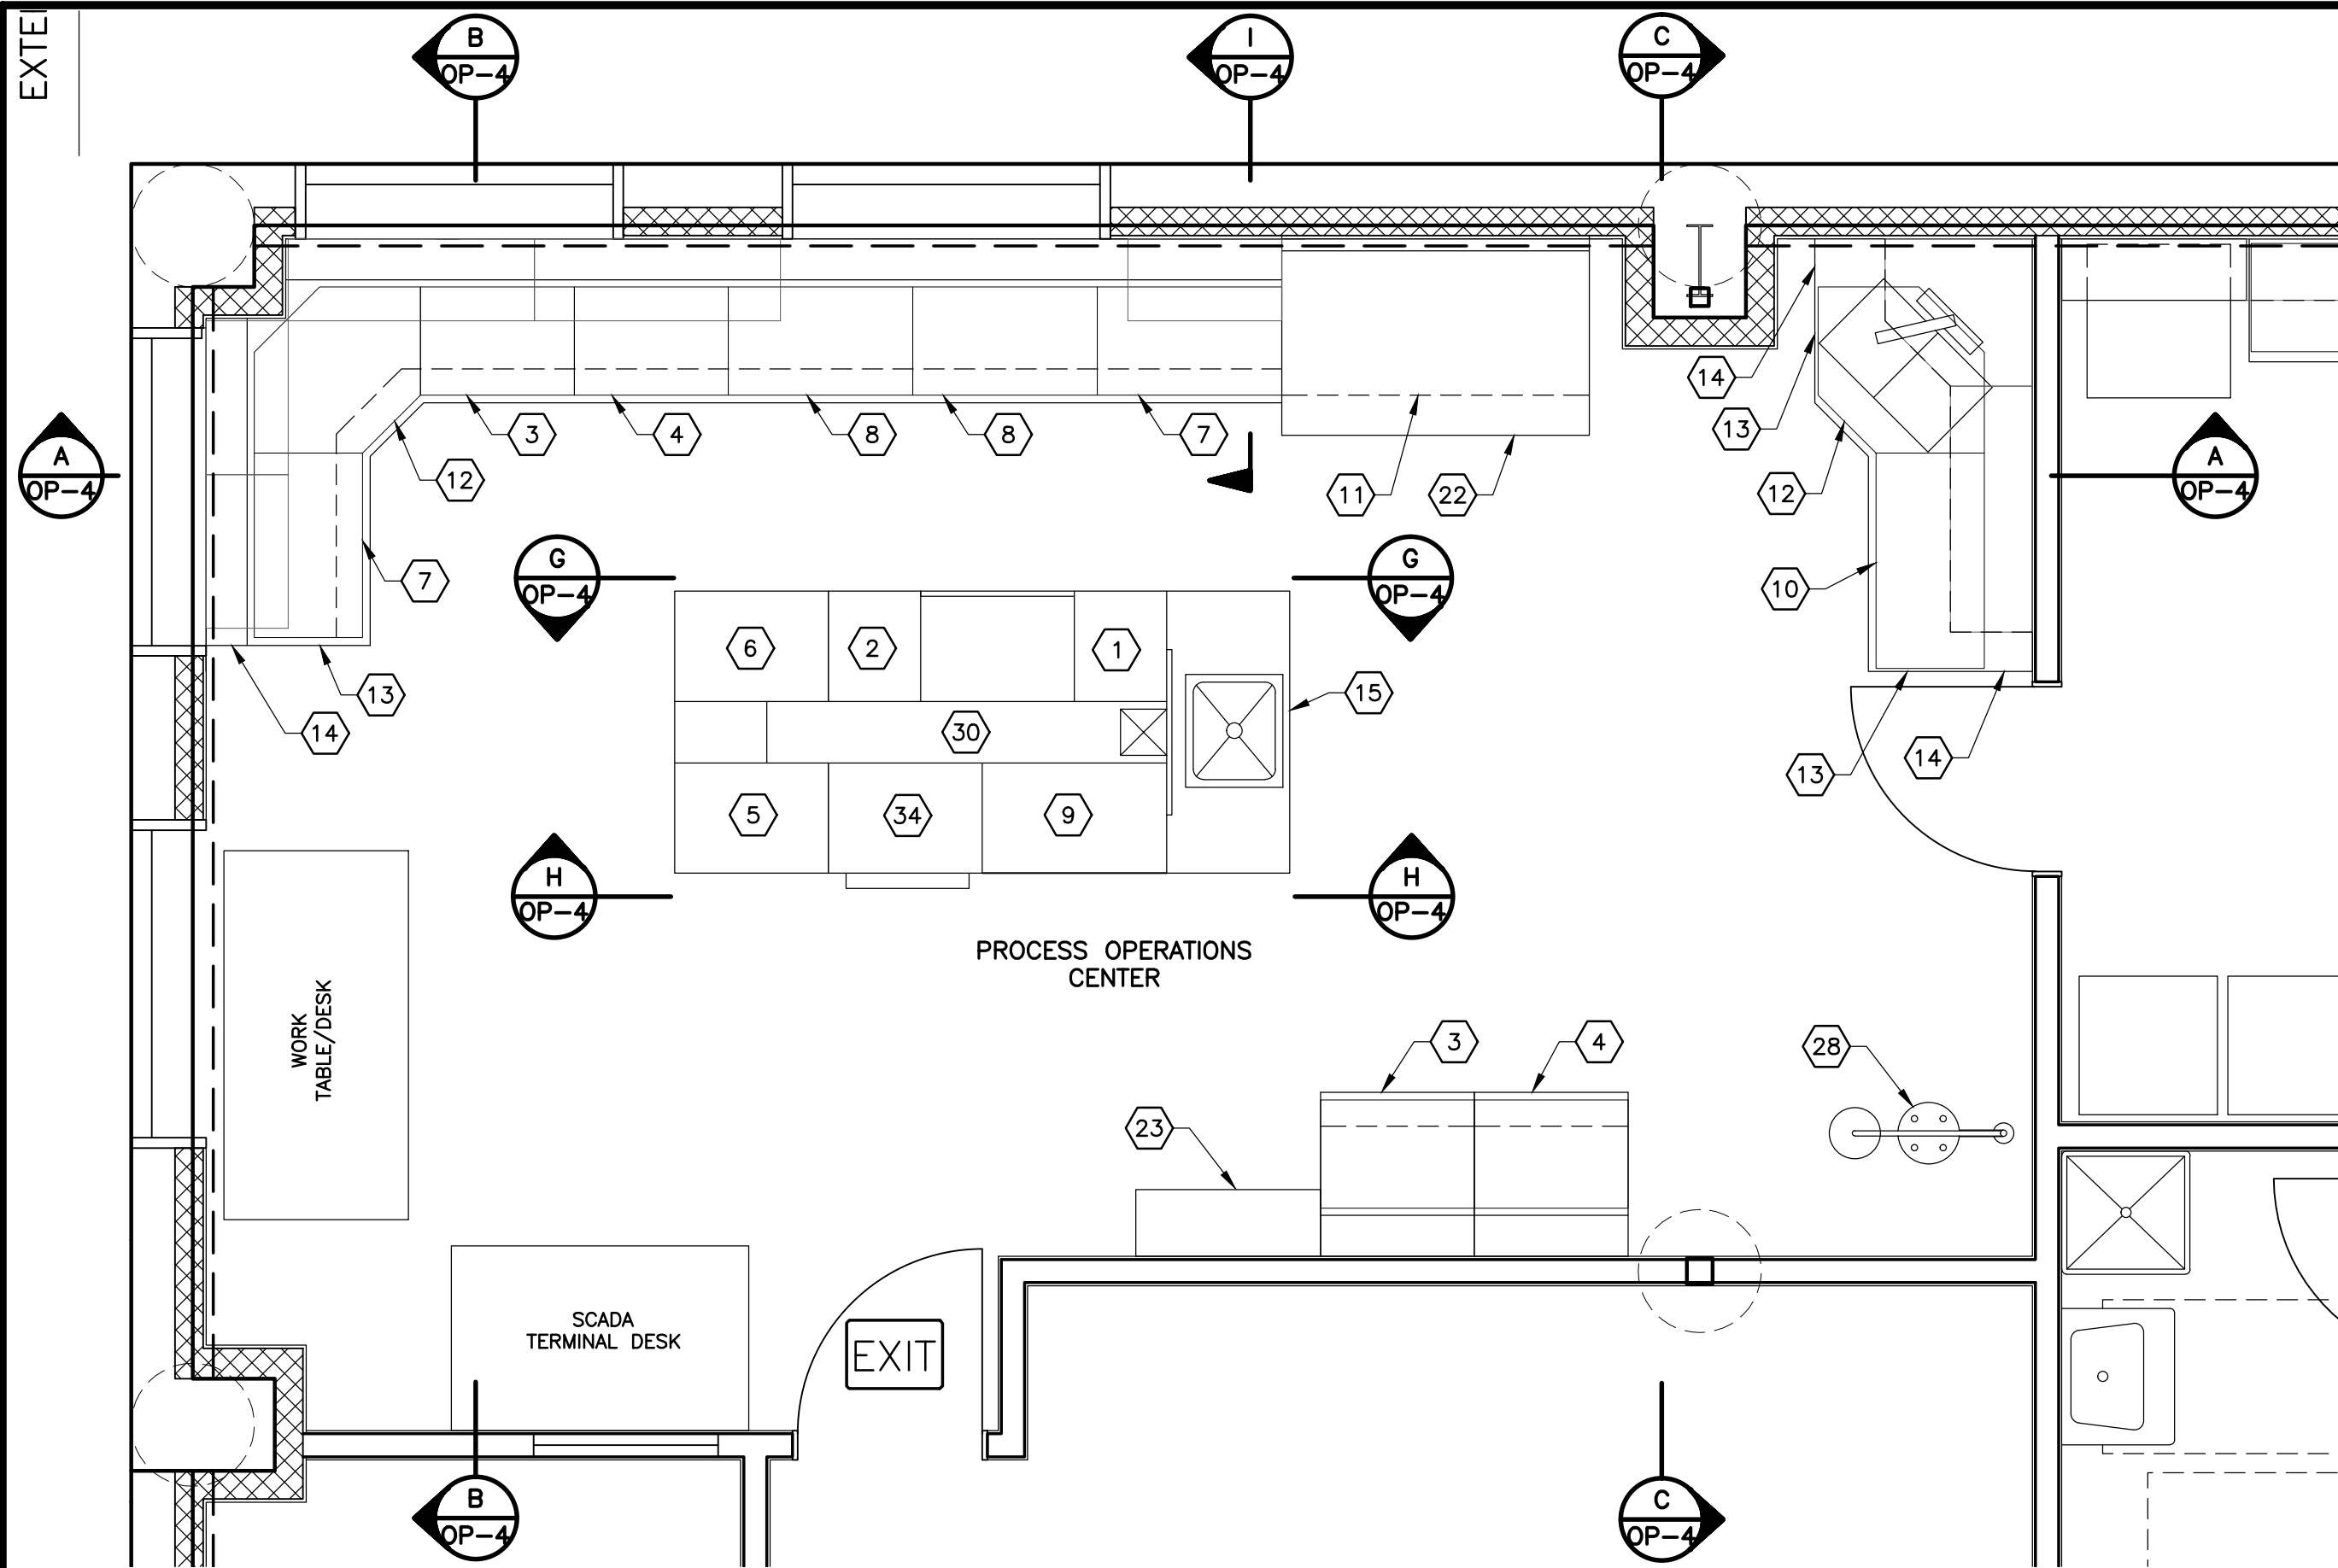 EXTE
B
OP-4
I
OP-4
C
OP-4
A
OP-4
3
4
8
8
7
12
11
22
14
13
12
10
A
OP-4
7
13
14
G
OP-4
G
OP-4
6
2
1
30
15
5
34
9
13
14
H
OP-4
H
OP-4
PROCESS OPERATIONS
CENTER
WORK
TABLE/DESK
3
4
28
23
SCADA
TERMINAL DESK
EXIT
B
OP-4
C
OP-4